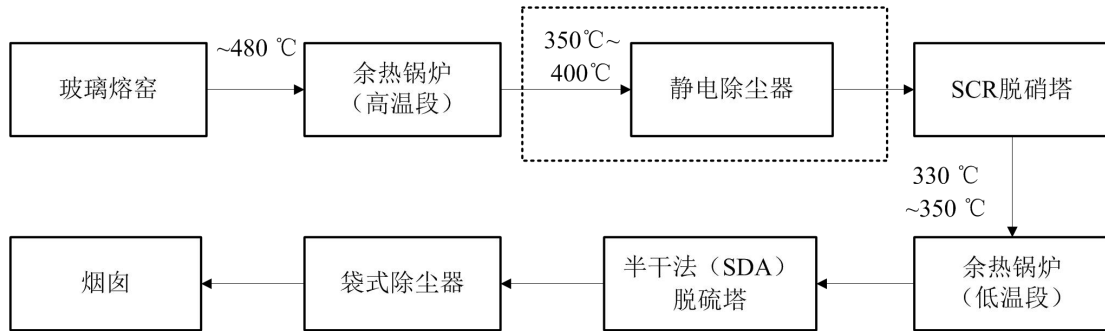 玻璃熔窑
~480 ℃
余热锅炉
（高温段）
350℃~
400℃
静电除尘器
SCR脱硝塔
330 ℃
~350 ℃
余热锅炉
（低温段）
半干法（SDA）
脱硫塔
袋式除尘器
烟囱